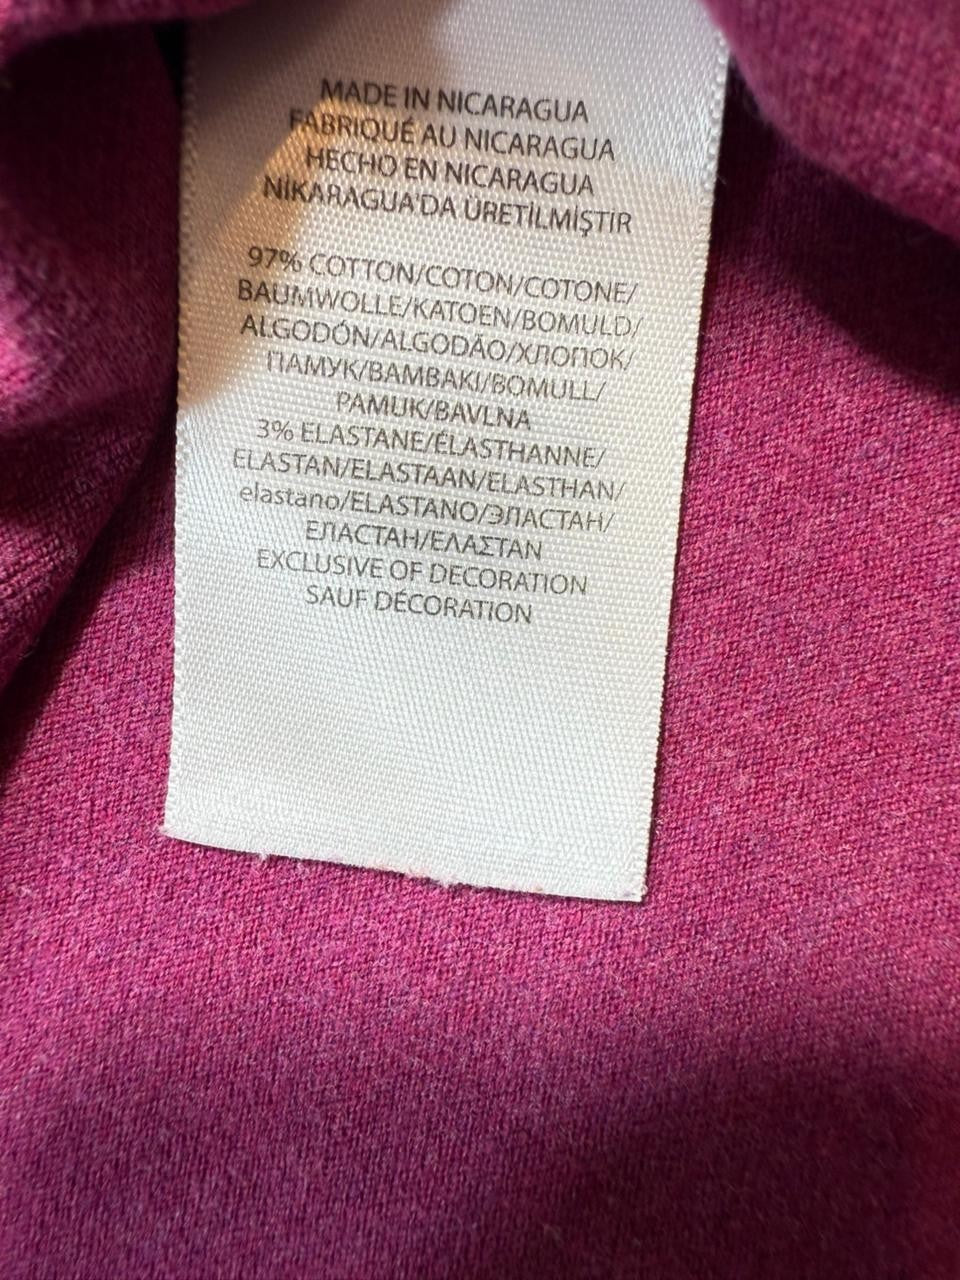 MADE IN NICARAGUA
FABRIQUÉ AU NICARAGUA
HECHO EN NICARAGUA
NİKARAGUA'DA ÜRETİLMİŞTİR
97% COTTON/COTON/COTONE/
BAUMWOLLE/KATOEN/BOMULD/
ALGODÓN/ALGODÃO/ХЛОПОК/
ПАМУК/BAMBAKI/BOMULL/
PAMUK/BAVLNA
3% ELASTANE/ÉLASTHANNE/
ELASTAN/ELASTAAN/ELASTHAN/
elastano/ELASTANO/ЭЛАСТАН/
ЕЛАСТАН/ΕΛΑΣΤΑΝ
EXCLUSIVE OF DECORATION
SAUF DÉCORATION